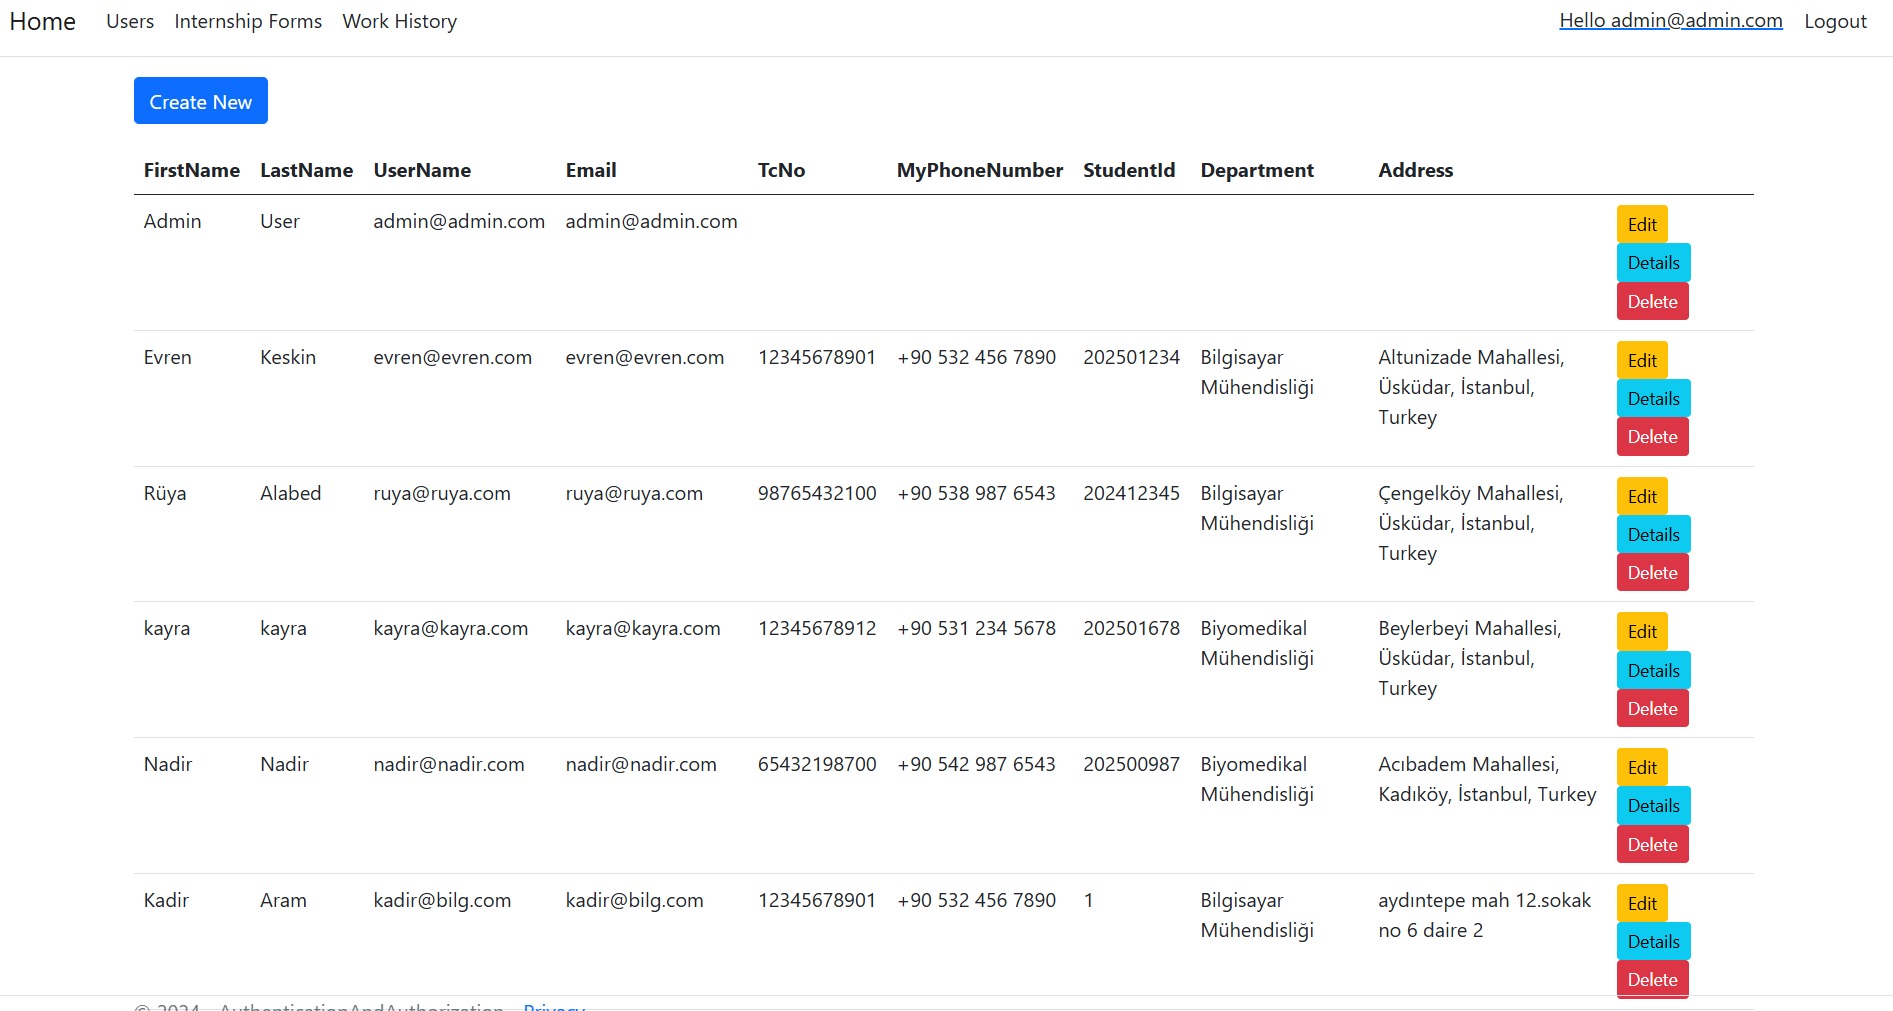 Home Users Internship Forms Work History Hello admin@admin.com Logout
Create New
FirstName LastName UserName Email TcNo MyPhoneNumber StudentId Department Address
Admin User admin@admin.com admin@admin.com Edit
Details
Delete
Evren Keskin evren@evren.com evren@evren.com 12345678901 +90 532 456 7890 202501234 Bilgisayar Altunizade Mahallesi, Edit
Mühendisliği Üsküdar, İstanbul, Details
Turkey Delete
Rüya Alabed ruya@ruya.com ruya@ruya.com 98765432100 +90 538 987 6543 202412345 Bilgisayar Çengelköy Mahallesi, Edit
Mühendisliği Üsküdar, İstanbul, Details
Turkey Delete
kayra kayra kayra@kayra.com kayra@kayra.com 12345678912 +90 531 234 5678 202501678 Biyomedikal Beylerbeyi Mahallesi, Edit
Mühendisliği Üsküdar, İstanbul, Details
Turkey Delete
Nadir Nadir nadir@nadir.com nadir@nadir.com 65432198700 +90 542 987 6543 202500987 Biyomedikal Acıbadem Mahallesi, Edit
Mühendisliği Kadıköy, İstanbul, Turkey Details
Delete
Kadir Aram kadir@bilg.com kadir@bilg.com 12345678901 +90 532 456 7890 1 Bilgisayar aydıntepe mah 12.sokak Edit
Mühendisliği no 6 daire 2 Details
Delete
© 2024 - AuthenticationAndAuthorization - Privacy